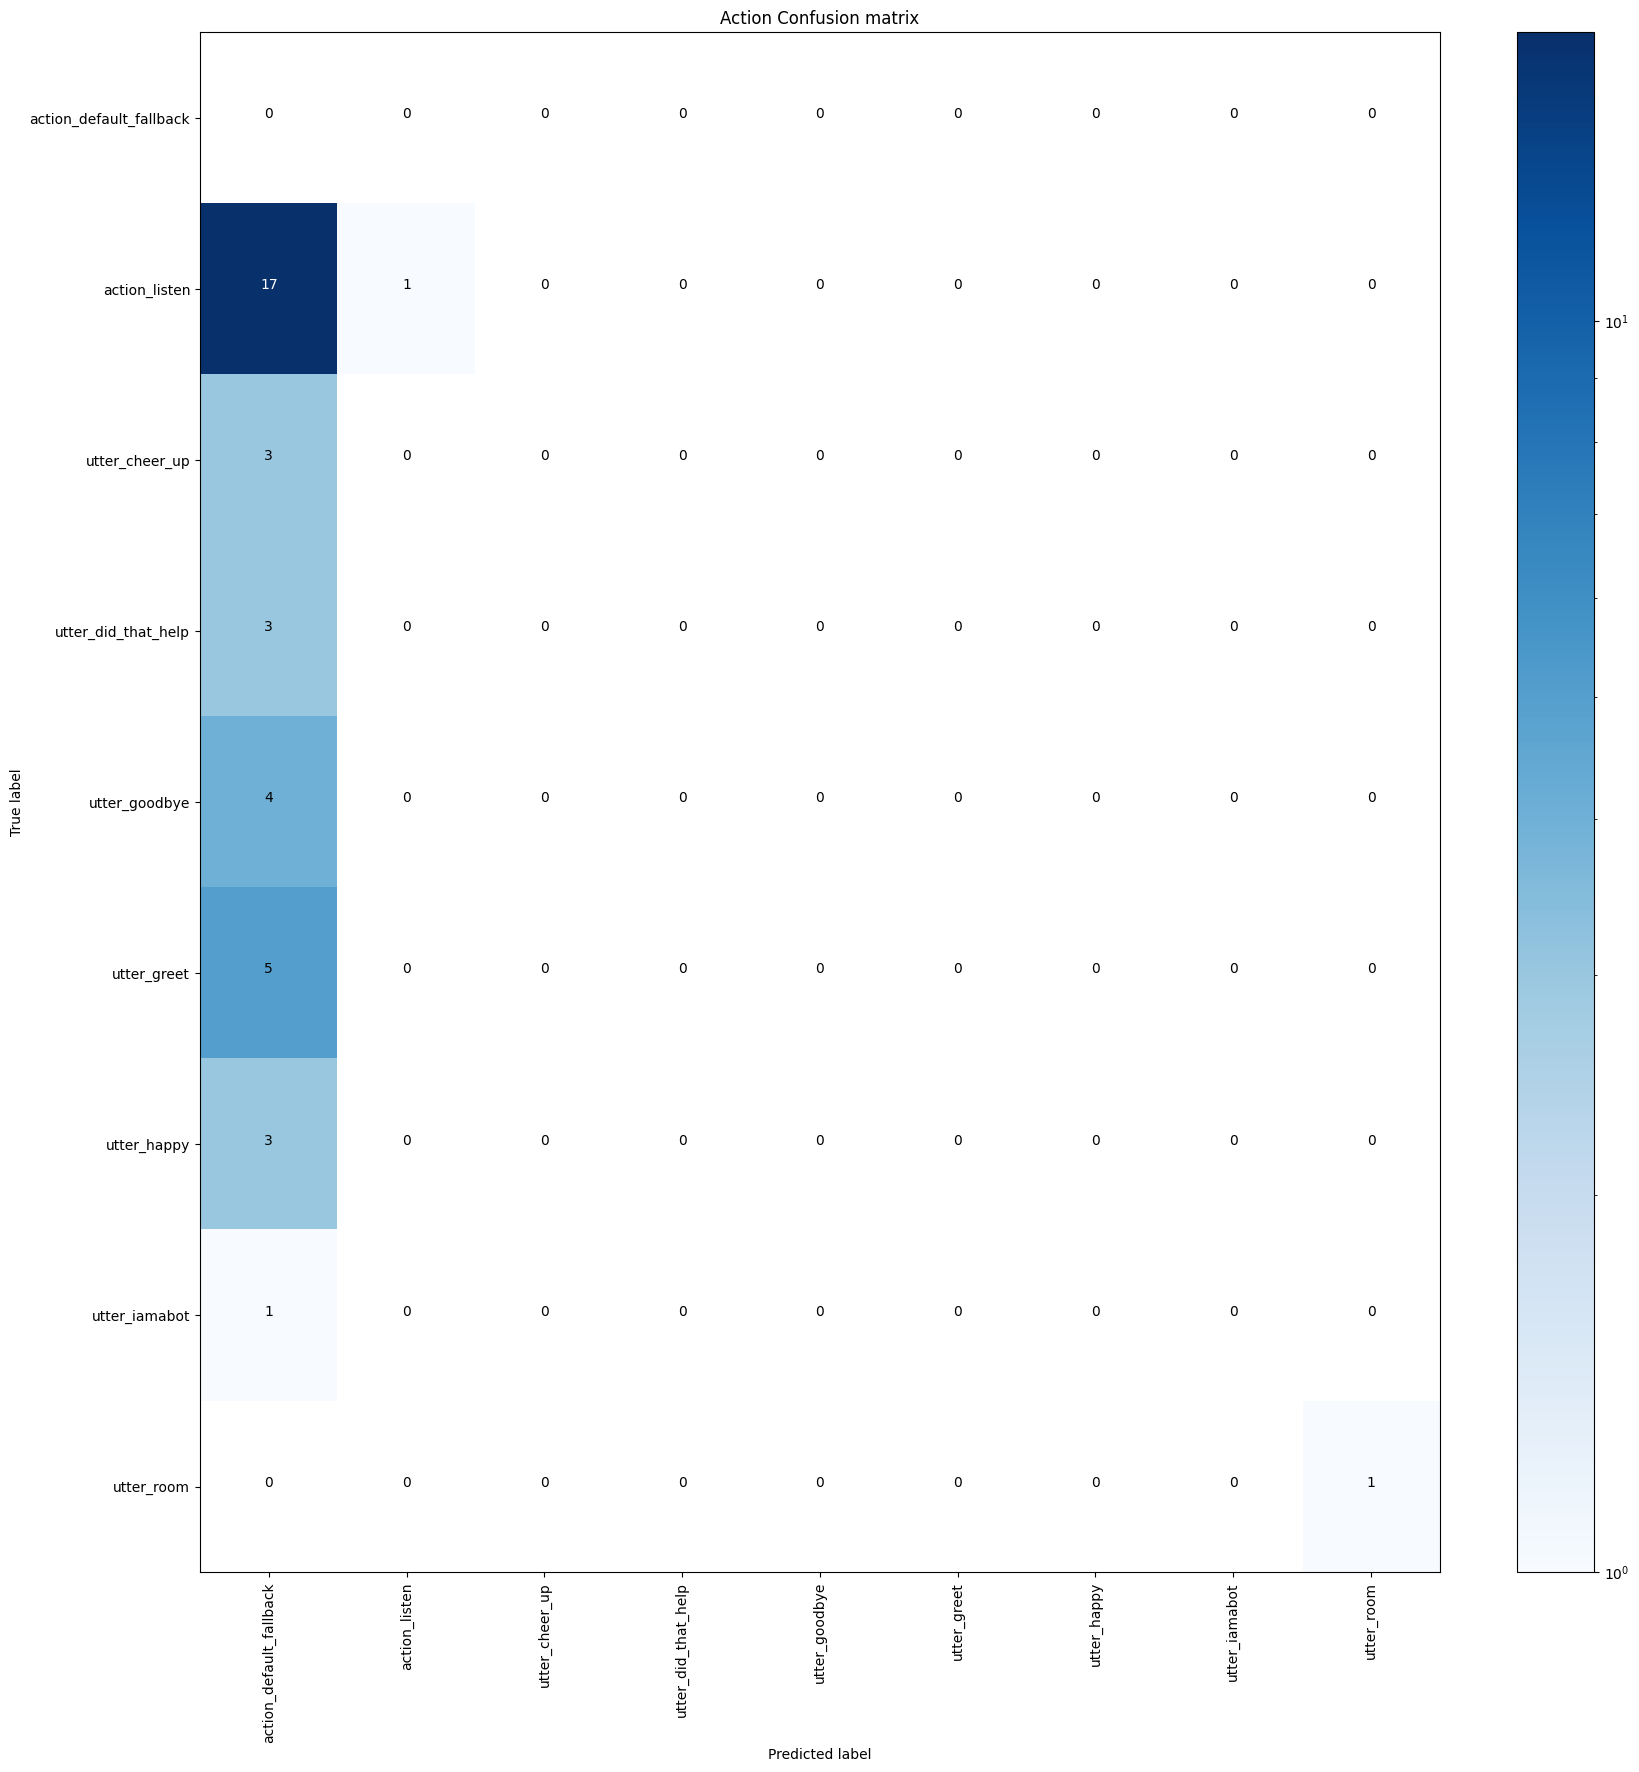 Action Confusion matrix
action_default_fallback 0 0 0 0 0 0 0 0 0
action_listen 17 1 0 0 0 0 0 0 0
utter_cheer_up 3 0 0 0 0 0 0 0 0
utter_did_that_help 3 0 0 0 0 0 0 0 0
utter_goodbye 4 0 0 0 0 0 0 0 0
utter_greet 5 0 0 0 0 0 0 0 0
utter_happy 3 0 0 0 0 0 0 0 0
utter_iamabot 1 0 0 0 0 0 0 0 0
utter_room 0 0 0 0 0 0 0 0 1
True label
action_default_fallback
action_listen
utter_cheer_up
utter_did_that_help
utter_goodbye
utter_greet
utter_happy
utter_iamabot
utter_room
Predicted label
10¹
10⁰